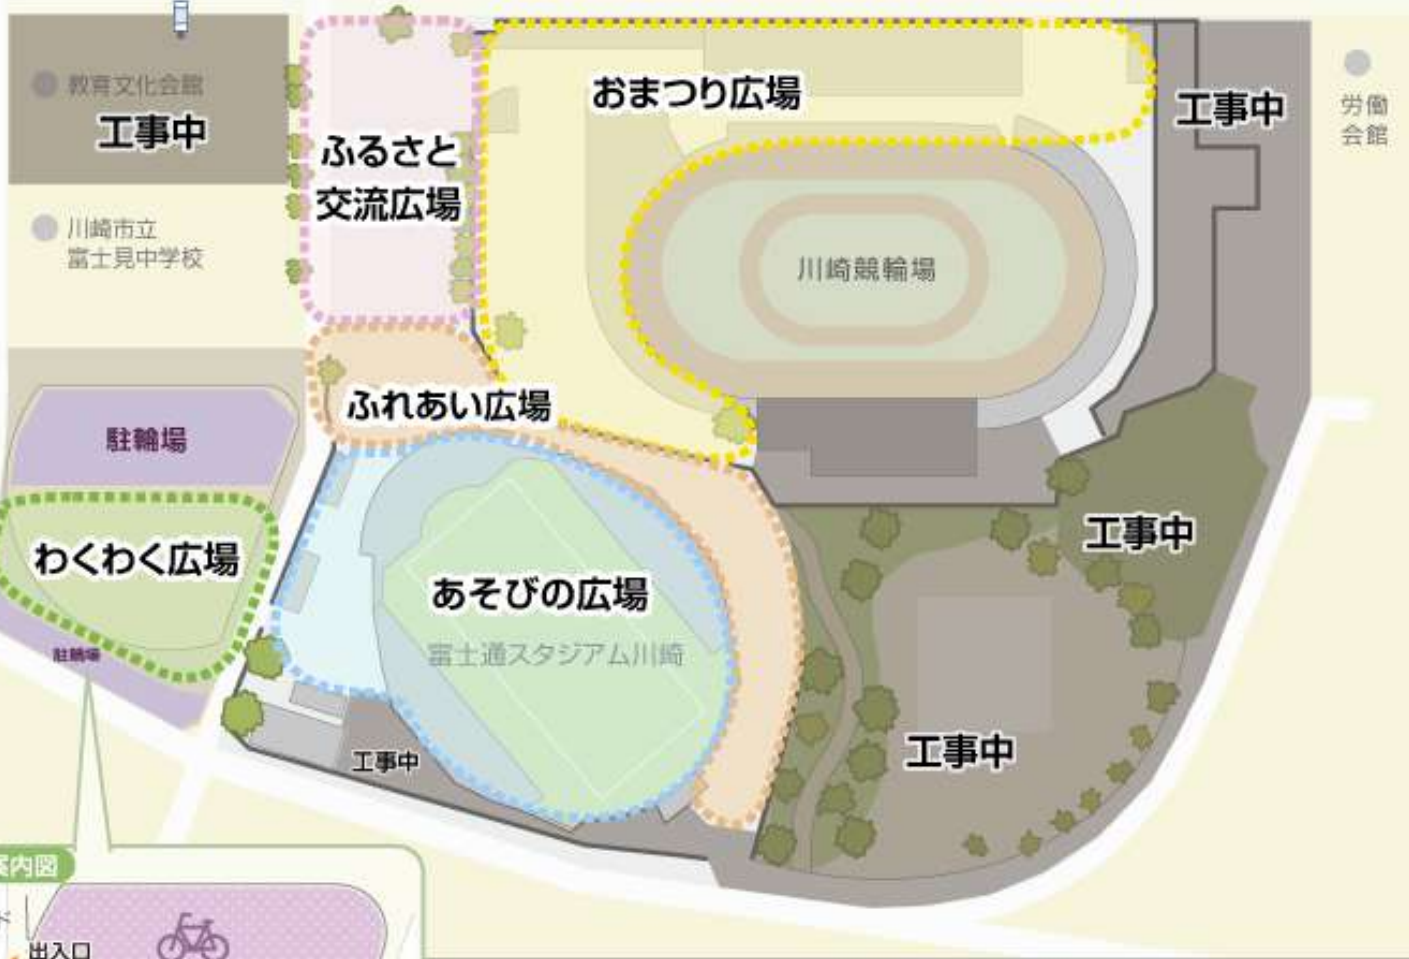 教育文化会館
工事中
おまつり広場
工事中
労働
会館
ふるさと
交流広場
川崎市立
富士見中学校
川崎競輪場
ふれあい広場
駐輪場
わくわく広場
工事中
あそびの広場
富士通スタジアム川崎
駐輪場
工事中
工事中
案内図
ド
出入口